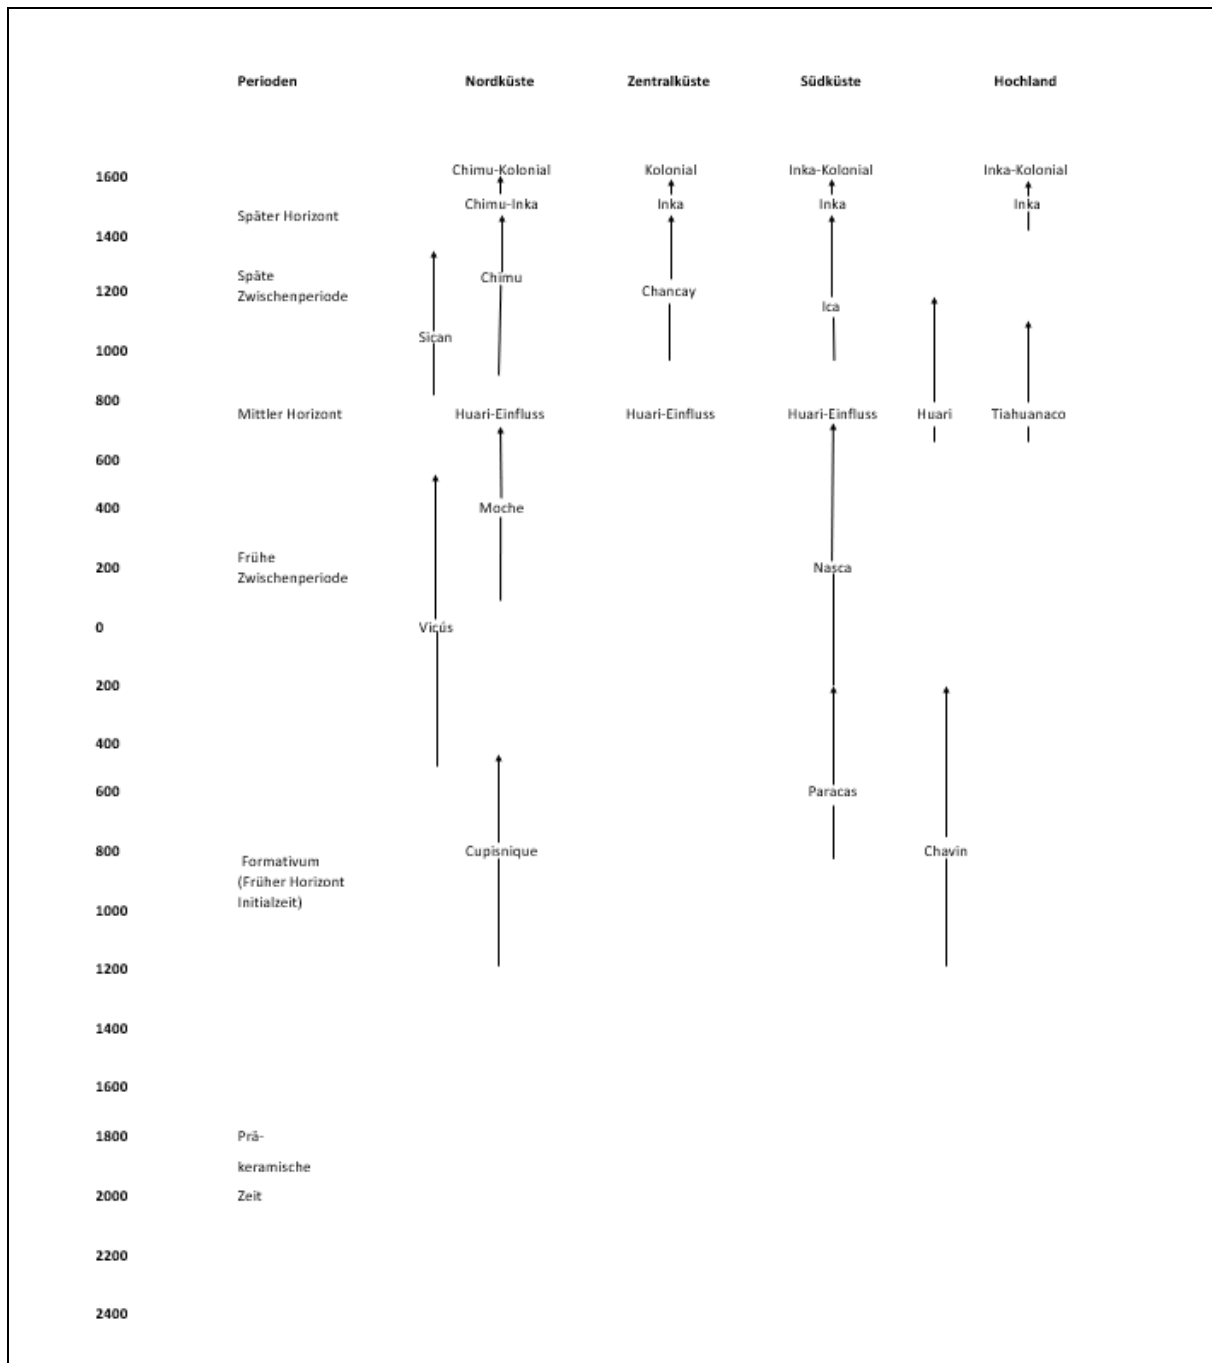 Perioden Nordküste Zentralküste Südküste Hochland
1600 Chimu-Kolonial Kolonial Inka-Kolonial Inka-Kolonial
Chimu-Inka Inka Inka Inka
Später Horizont
1400
Späte Chimu
1200 Zwischenperiode Chancay
Ica
Sican
1000
800
Mittler Horizont Huari-Einfluss Huari-Einfluss Huari-Einfluss Huari Tiahuanaco
600
400 Moche
Frühe
200 Zwischenperiode Nasca
0 Vicús
200
400
600 Paracas
800 Cupisnique Chavin
Formativum
(Früher Horizont
Initialzeit)
1000
1200
1400
1600
1800 Prä-
keramische
2000 Zeit
2200
2400